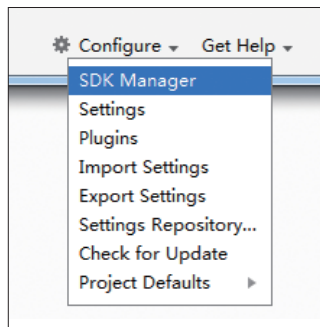 Configure Get Help
SDK Manager
Settings
Plugins
Import Settings
Export Settings
Settings Repository...
Check for Update
Project Defaults